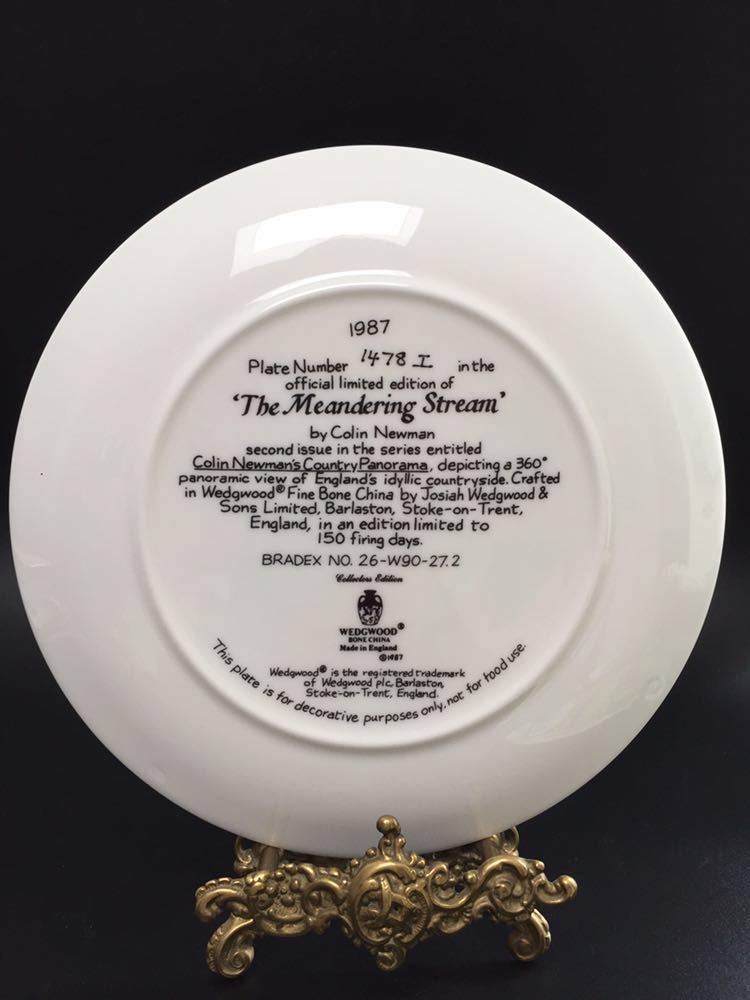 1987
Plate Number 1478 I in the
official limited edition of
'The Meandering Stream'
by Colin Newman
second issue in the series entitled
Colin Newman's Country Panorama, depicting a 360°
panoramic view of England's idyllic countryside. Crafted
in Wedgwood® Fine Bone China by Josiah Wedgwood &
Sons Limited, Barlaston, Stoke-on-Trent,
England, in an edition limited to
150 firing days.
BRADEX NO. 26-W90-27.2
Collectors Edition
WEDGWOOD®
BONE CHINA
Made in England
©1987
Wedgwood® is the registered trademark
of Wedgwood plc, Barlaston,
Stoke-on-Trent, England.
This plate is for decorative purposes only, not for food use.